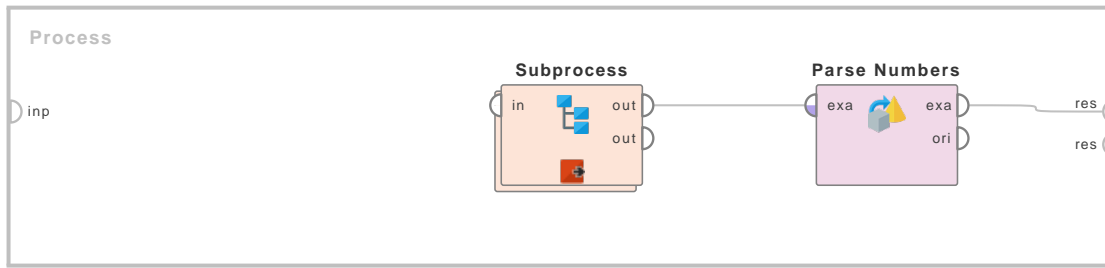 Process
inp
Subprocess
in
out
out
Parse Numbers
exa
exa
ori
res
res